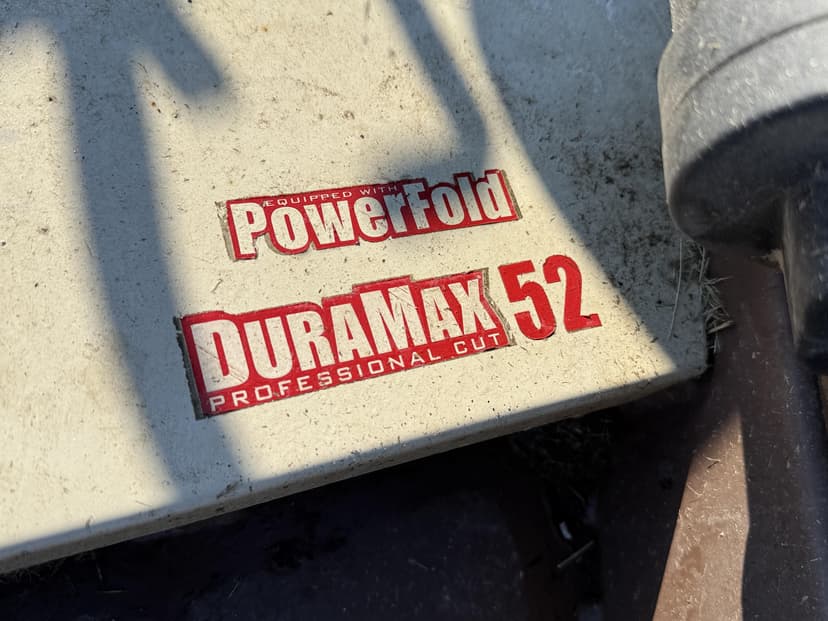 EQUIPPED WITH
PowerFold
DURAMAX 52
PROFESSIONAL CUT